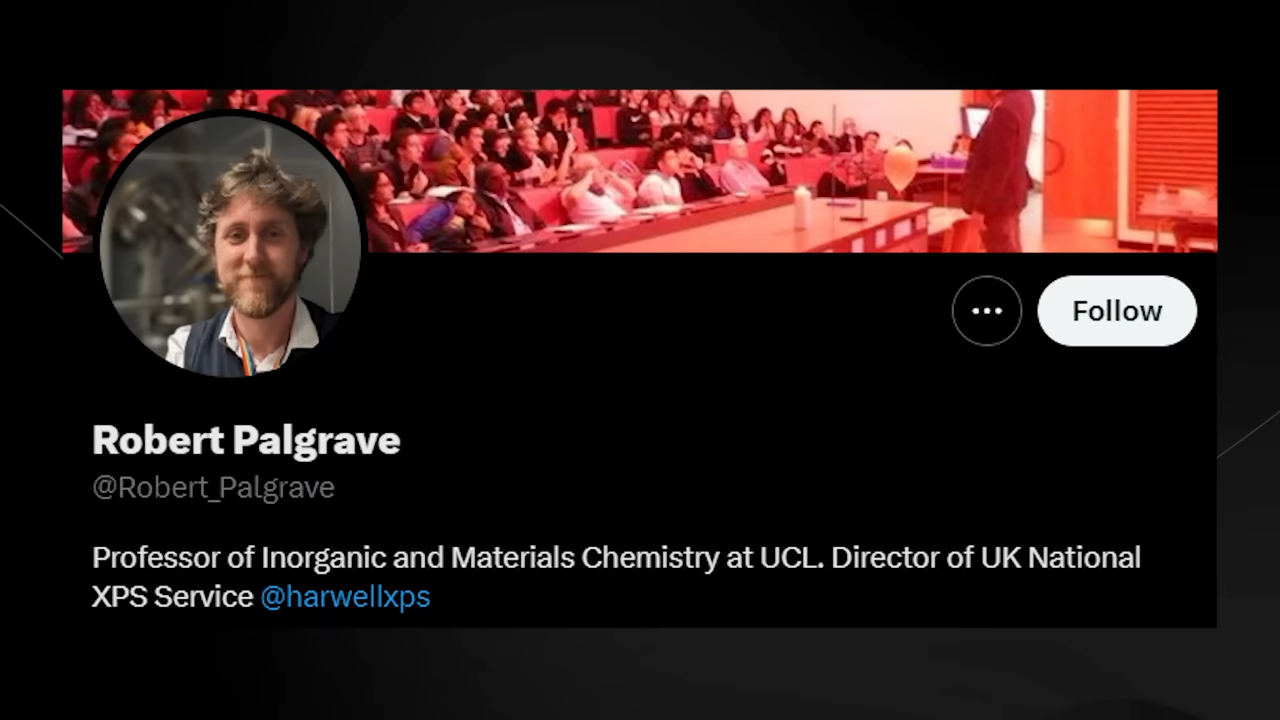 Follow
Robert Palgrave
@Robert_Palgrave
Professor of Inorganic and Materials Chemistry at UCL. Director of UK National
XPS Service @harwellxps